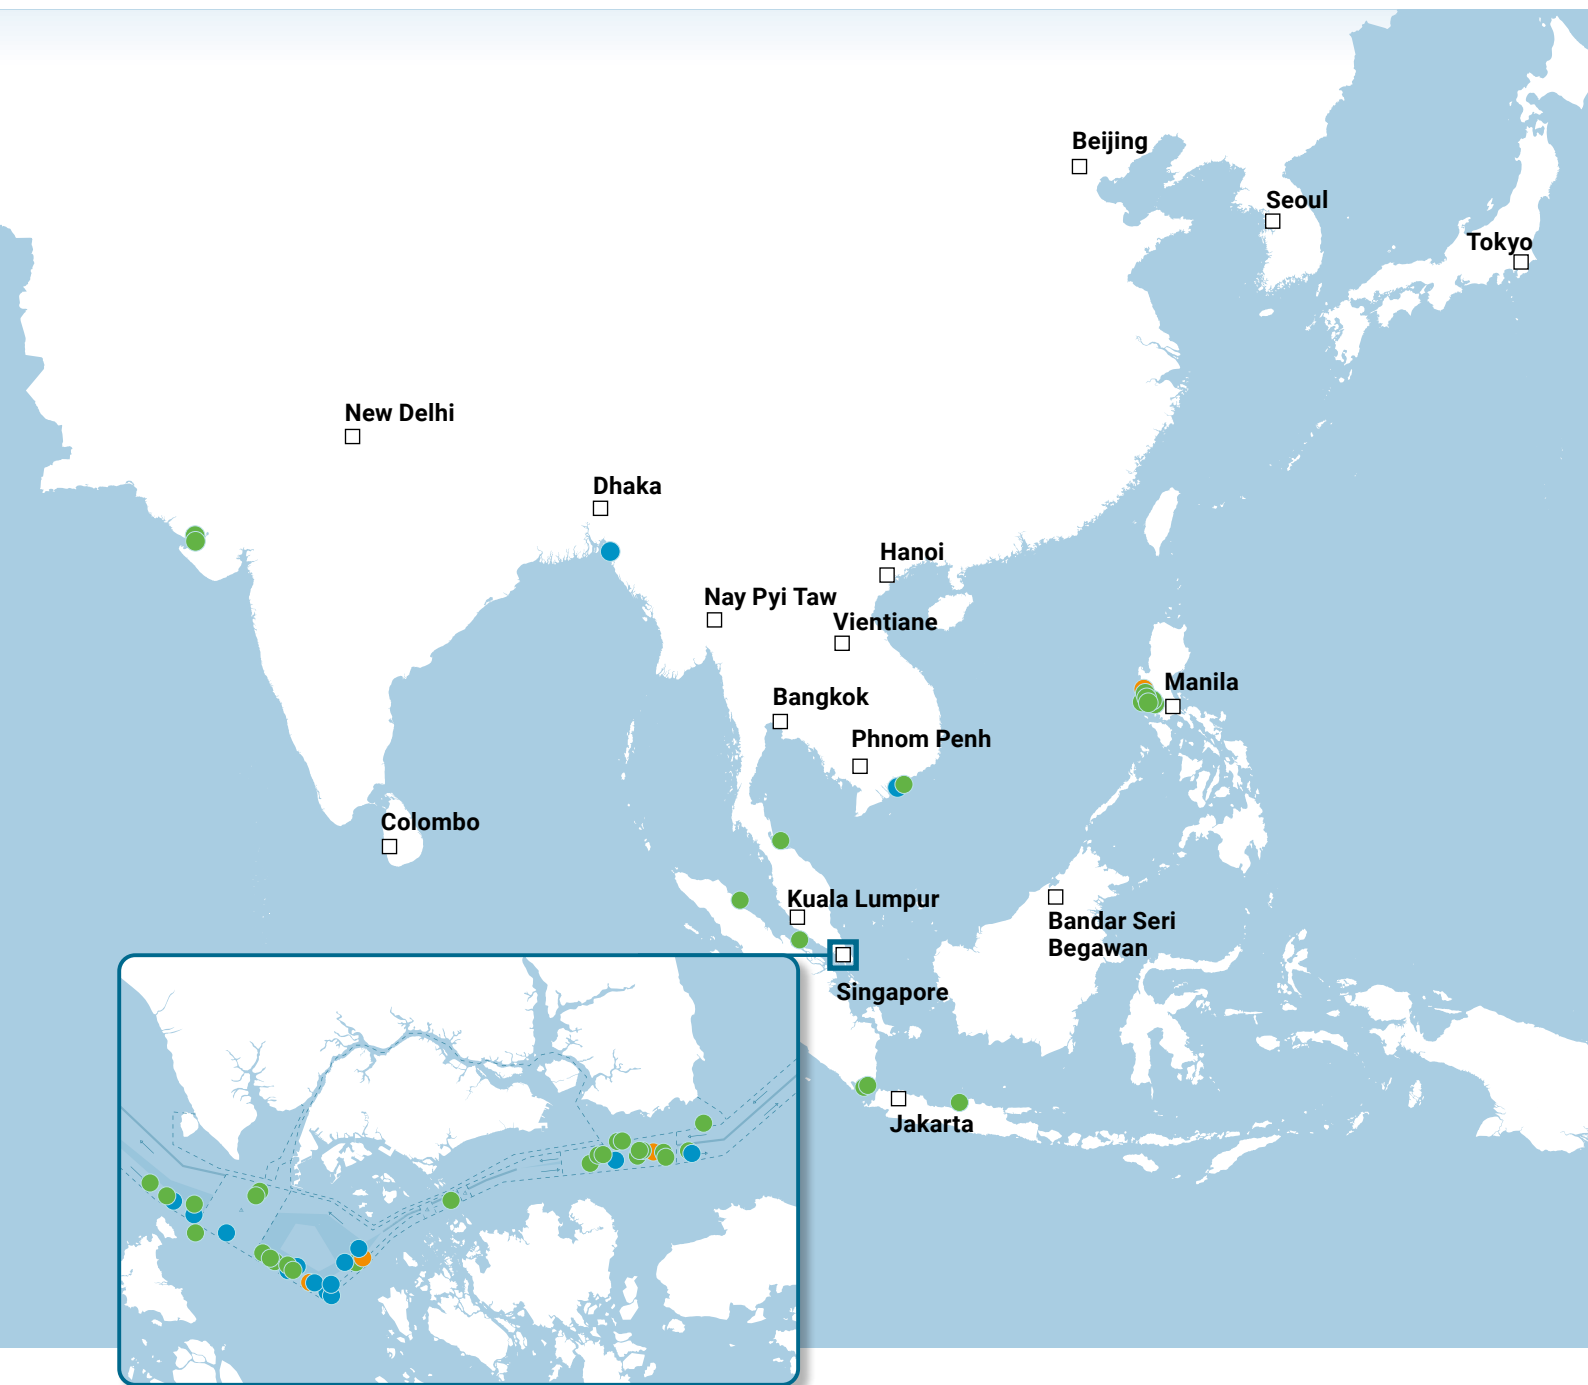 Beijing
Seoul
Tokyo
New Delhi
Dhaka
Hanoi
Nay Pyi Taw
Vientiane
Manila
Bangkok
Phnom Penh
Colombo
Kuala Lumpur
Bandar Seri
Begawan
Singapore
Jakarta